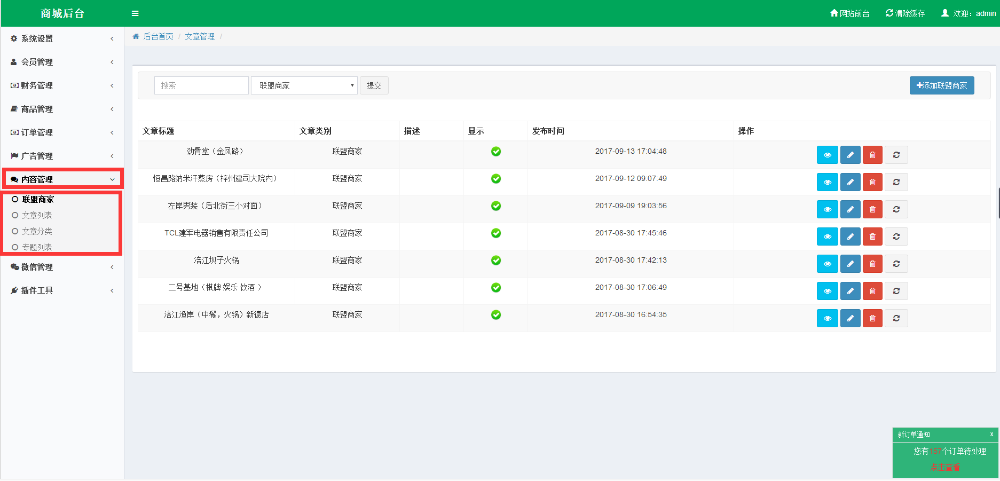 商城后台
网站前台 清除缓存 欢迎：admin
系统设置
会员管理
财务管理
商品管理
订单管理
广告管理
内容管理
联盟商家
文章列表
文章分类
专题列表
微信管理
插件工具
后台首页 / 文章管理 /
搜索 联盟商家 提交 添加联盟商家
文章标题 文章类别 描述 显示 发布时间 操作
劲骨堂（金凤路） 联盟商家 2017-09-13 17:04:48
恒昌路纳米汗蒸房（梓州建司大院内） 联盟商家 2017-09-12 09:07:49
左岸男装（后北街三小对面） 联盟商家 2017-09-09 19:03:56
TCL建军电器销售有限责任公司 联盟商家 2017-08-30 17:45:46
涪江坝子火锅 联盟商家 2017-08-30 17:42:13
二号基地（棋牌 娱乐 饮酒 ） 联盟商家 2017-08-30 17:06:49
涪江渔岸（中餐，火锅）新德店 联盟商家 2017-08-30 16:54:35
新订单通知 x
您有157个订单待处理
点击查看